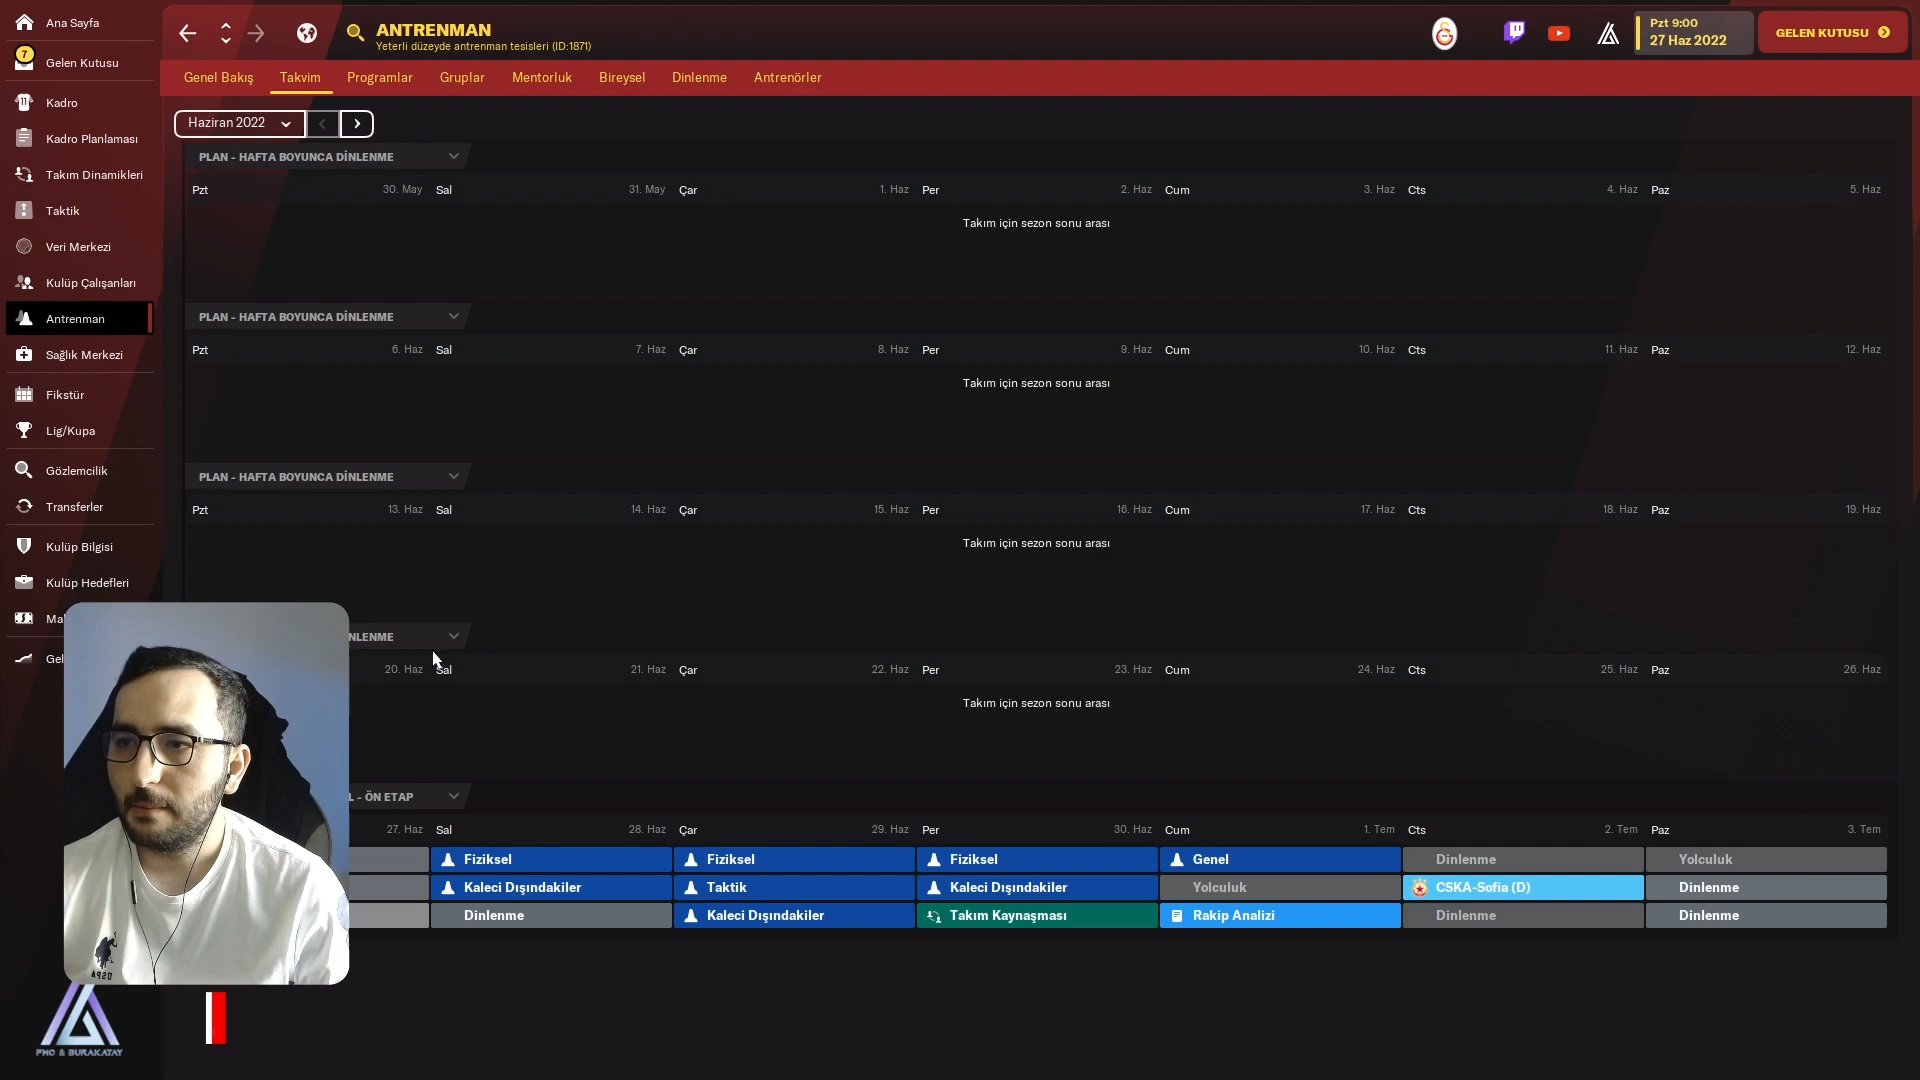 Ana Sayfa
7
Gelen Kutusu
Kadro
Kadro Planlaması
Takım Dinamikleri
Taktik
Veri Merkezi
Kulüp Çalışanları
Antrenman
Sağlık Merkezi
Fikstür
Lig/Kupa
Gözlemcilik
Transferler
Kulüp Bilgisi
Kulüp Hedefleri
Mal
Gel
ANTRENMAN
Yeterli düzeyde antrenman tesisleri (ID:1871)
Pzt 9:00
27 Haz 2022
GELEN KUTUSU
Genel Bakış Takvim Programlar Gruplar Mentorluk Bireysel Dinlenme Antrenörler
Haziran 2022
PLAN - HAFTA BOYUNCA DİNLENME
Pzt 30. May Sal 31. May Çar 1. Haz Per 2. Haz Cum 3. Haz Cts 4. Haz Paz 5. Haz
Takım için sezon sonu arası
PLAN - HAFTA BOYUNCA DİNLENME
Pzt 6. Haz Sal 7. Haz Çar 8. Haz Per 9. Haz Cum 10. Haz Cts 11. Haz Paz 12. Haz
Takım için sezon sonu arası
PLAN - HAFTA BOYUNCA DİNLENME
Pzt 13. Haz Sal 14. Haz Çar 15. Haz Per 16. Haz Cum 17. Haz Cts 18. Haz Paz 19. Haz
Takım için sezon sonu arası
NLENME
20. Haz Sal 21. Haz Çar 22. Haz Per 23. Haz Cum 24. Haz Cts 25. Haz Paz 26. Haz
Takım için sezon sonu arası
L - ÖN ETAP
27. Haz Sal 28. Haz Çar 29. Haz Per 30. Haz Cum 1. Tem Cts 2. Tem Paz 3. Tem
Fiziksel Fiziksel Fiziksel Genel Dinlenme Yolculuk
Kaleci Dışındakiler Taktik Kaleci Dışındakiler Yolculuk CSKA-Sofia (D) Dinlenme
Dinlenme Kaleci Dışındakiler Takım Kaynaşması Rakip Analizi Dinlenme Dinlenme
FMC & BURAKATAY